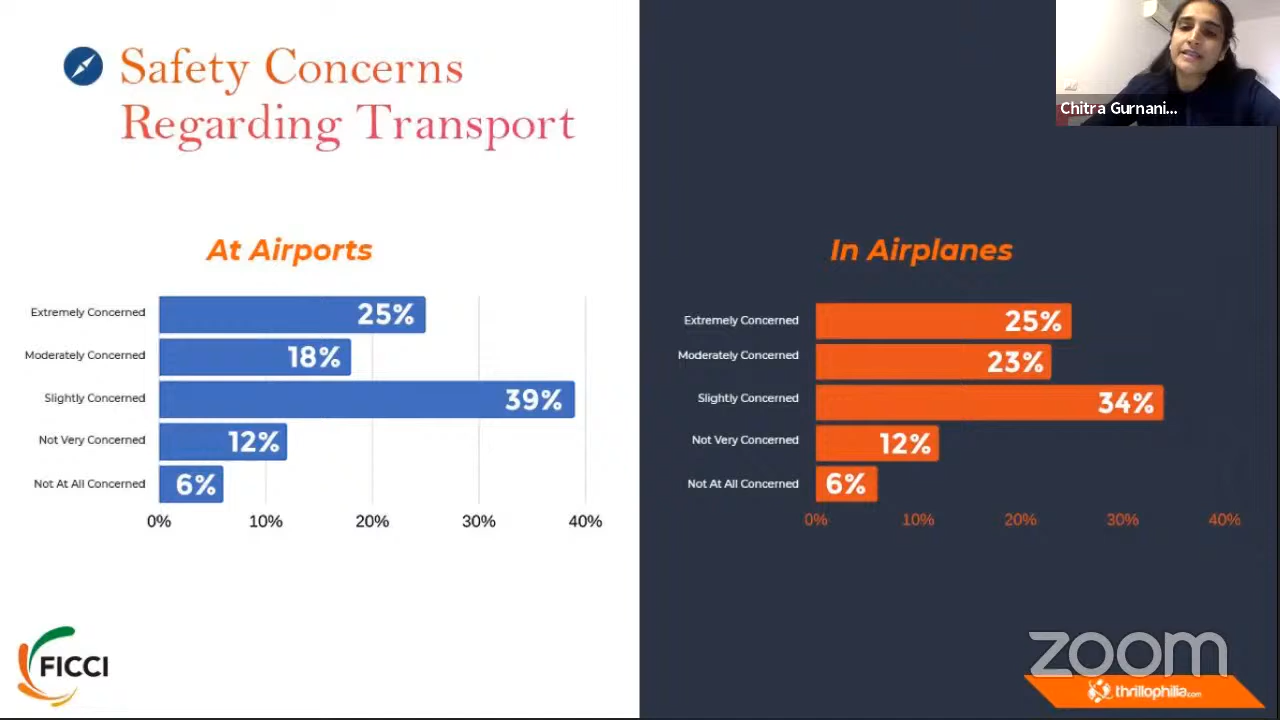 Safety Concerns
Regarding Transport
Chitra Gurnani...
At Airports
Extremely Concerned 25%
Moderately Concerned 18%
Slightly Concerned 39%
Not Very Concerned 12%
Not At All Concerned 6%
0% 10% 20% 30% 40%
In Airplanes
Extremely Concerned 25%
Moderately Concerned 23%
Slightly Concerned 34%
Not Very Concerned 12%
Not At All Concerned 6%
0% 10% 20% 30% 40%
FICCI
zoom
thrillophilia.com